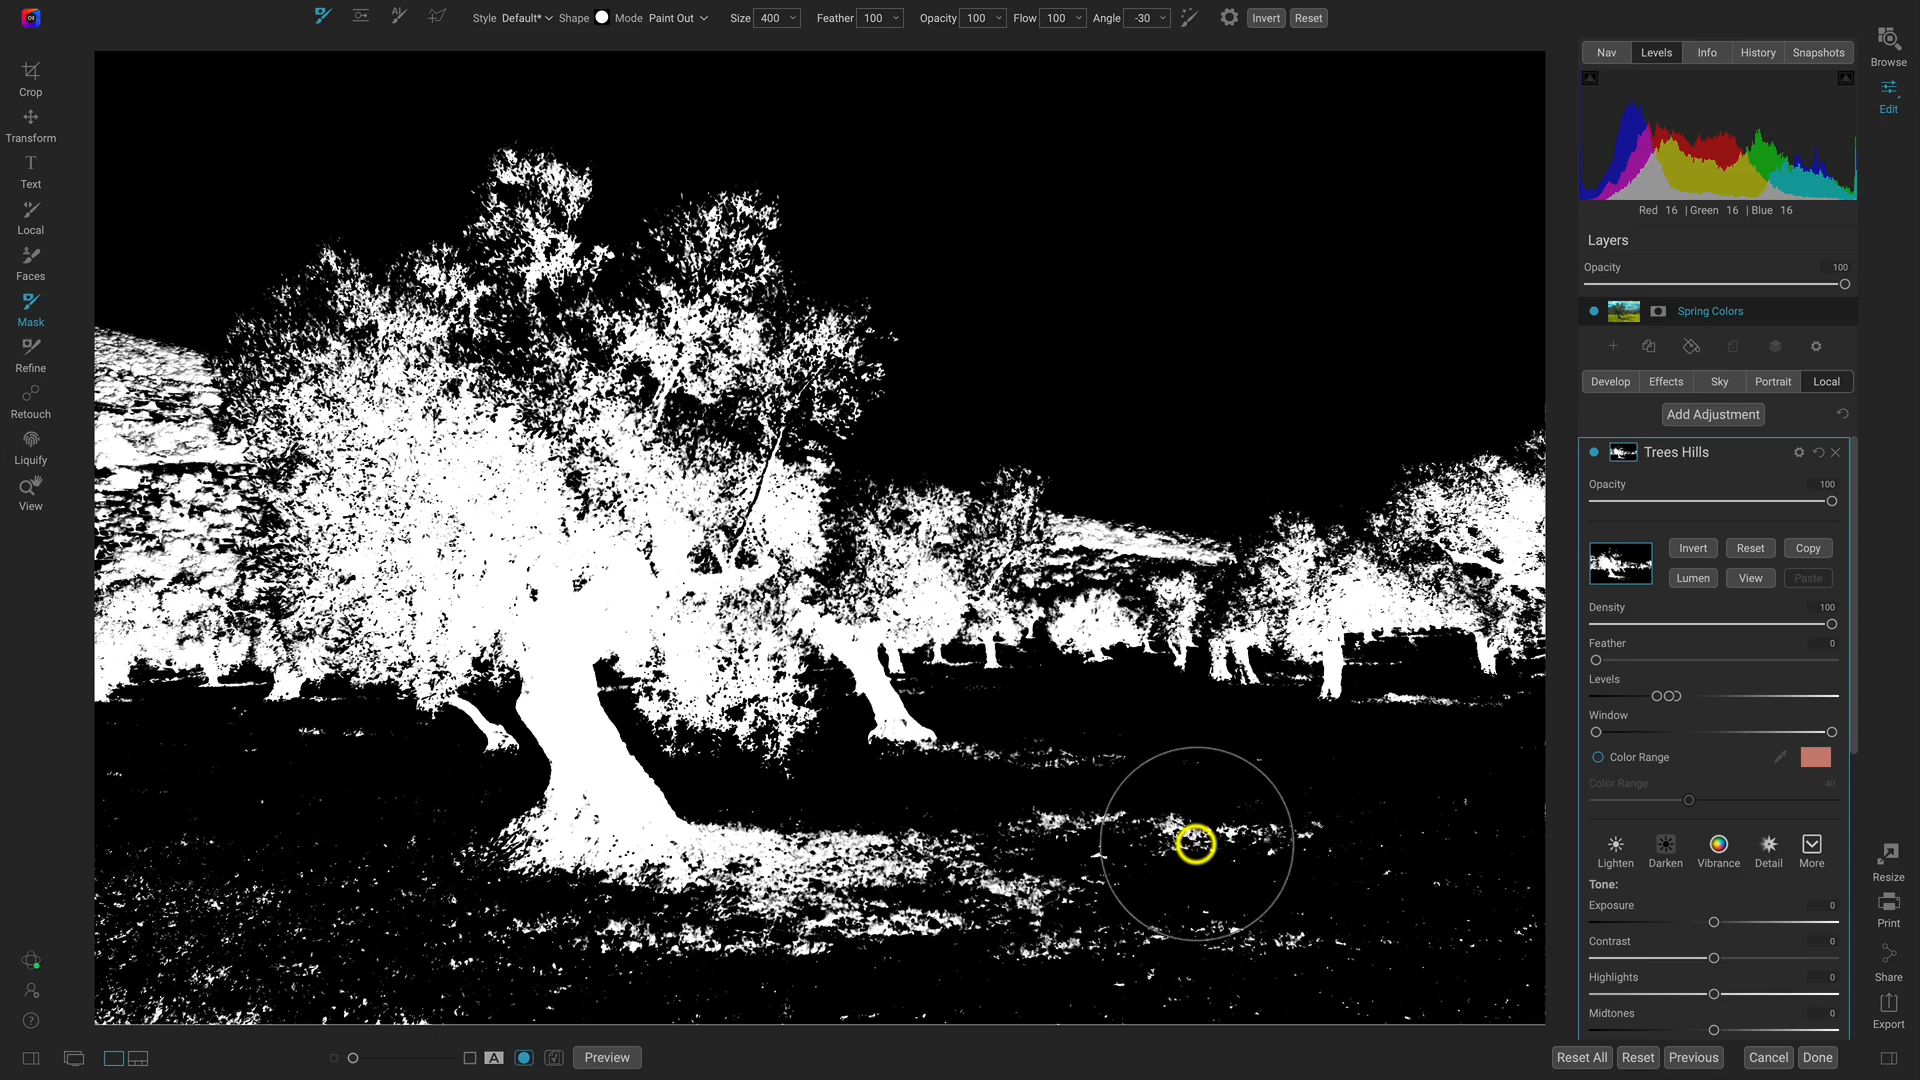 Style Default* Shape Mode Paint Out Size 400 Feather 100 Opacity 100 Flow 100 Angle -30 Invert Reset
Crop
Transform
Text
Local
Faces
Mask
Refine
Retouch
Liquify
View
Nav Levels Info History Snapshots
Red 16 | Green 16 | Blue 16
Layers
Opacity 100
Spring Colors
Develop Effects Sky Portrait Local
Add Adjustment
Trees Hills
Opacity 100
Invert Reset Copy
Lumen View Paste
Density 100
Feather 0
Levels
Window
Color Range
Color Range 40
Lighten Darken Vibrance Detail More
Tone:
Exposure 0
Contrast 0
Highlights 0
Midtones 0
Browse
Edit
Resize
Print
Share
Export
A Preview
Reset All Reset Previous Cancel Done